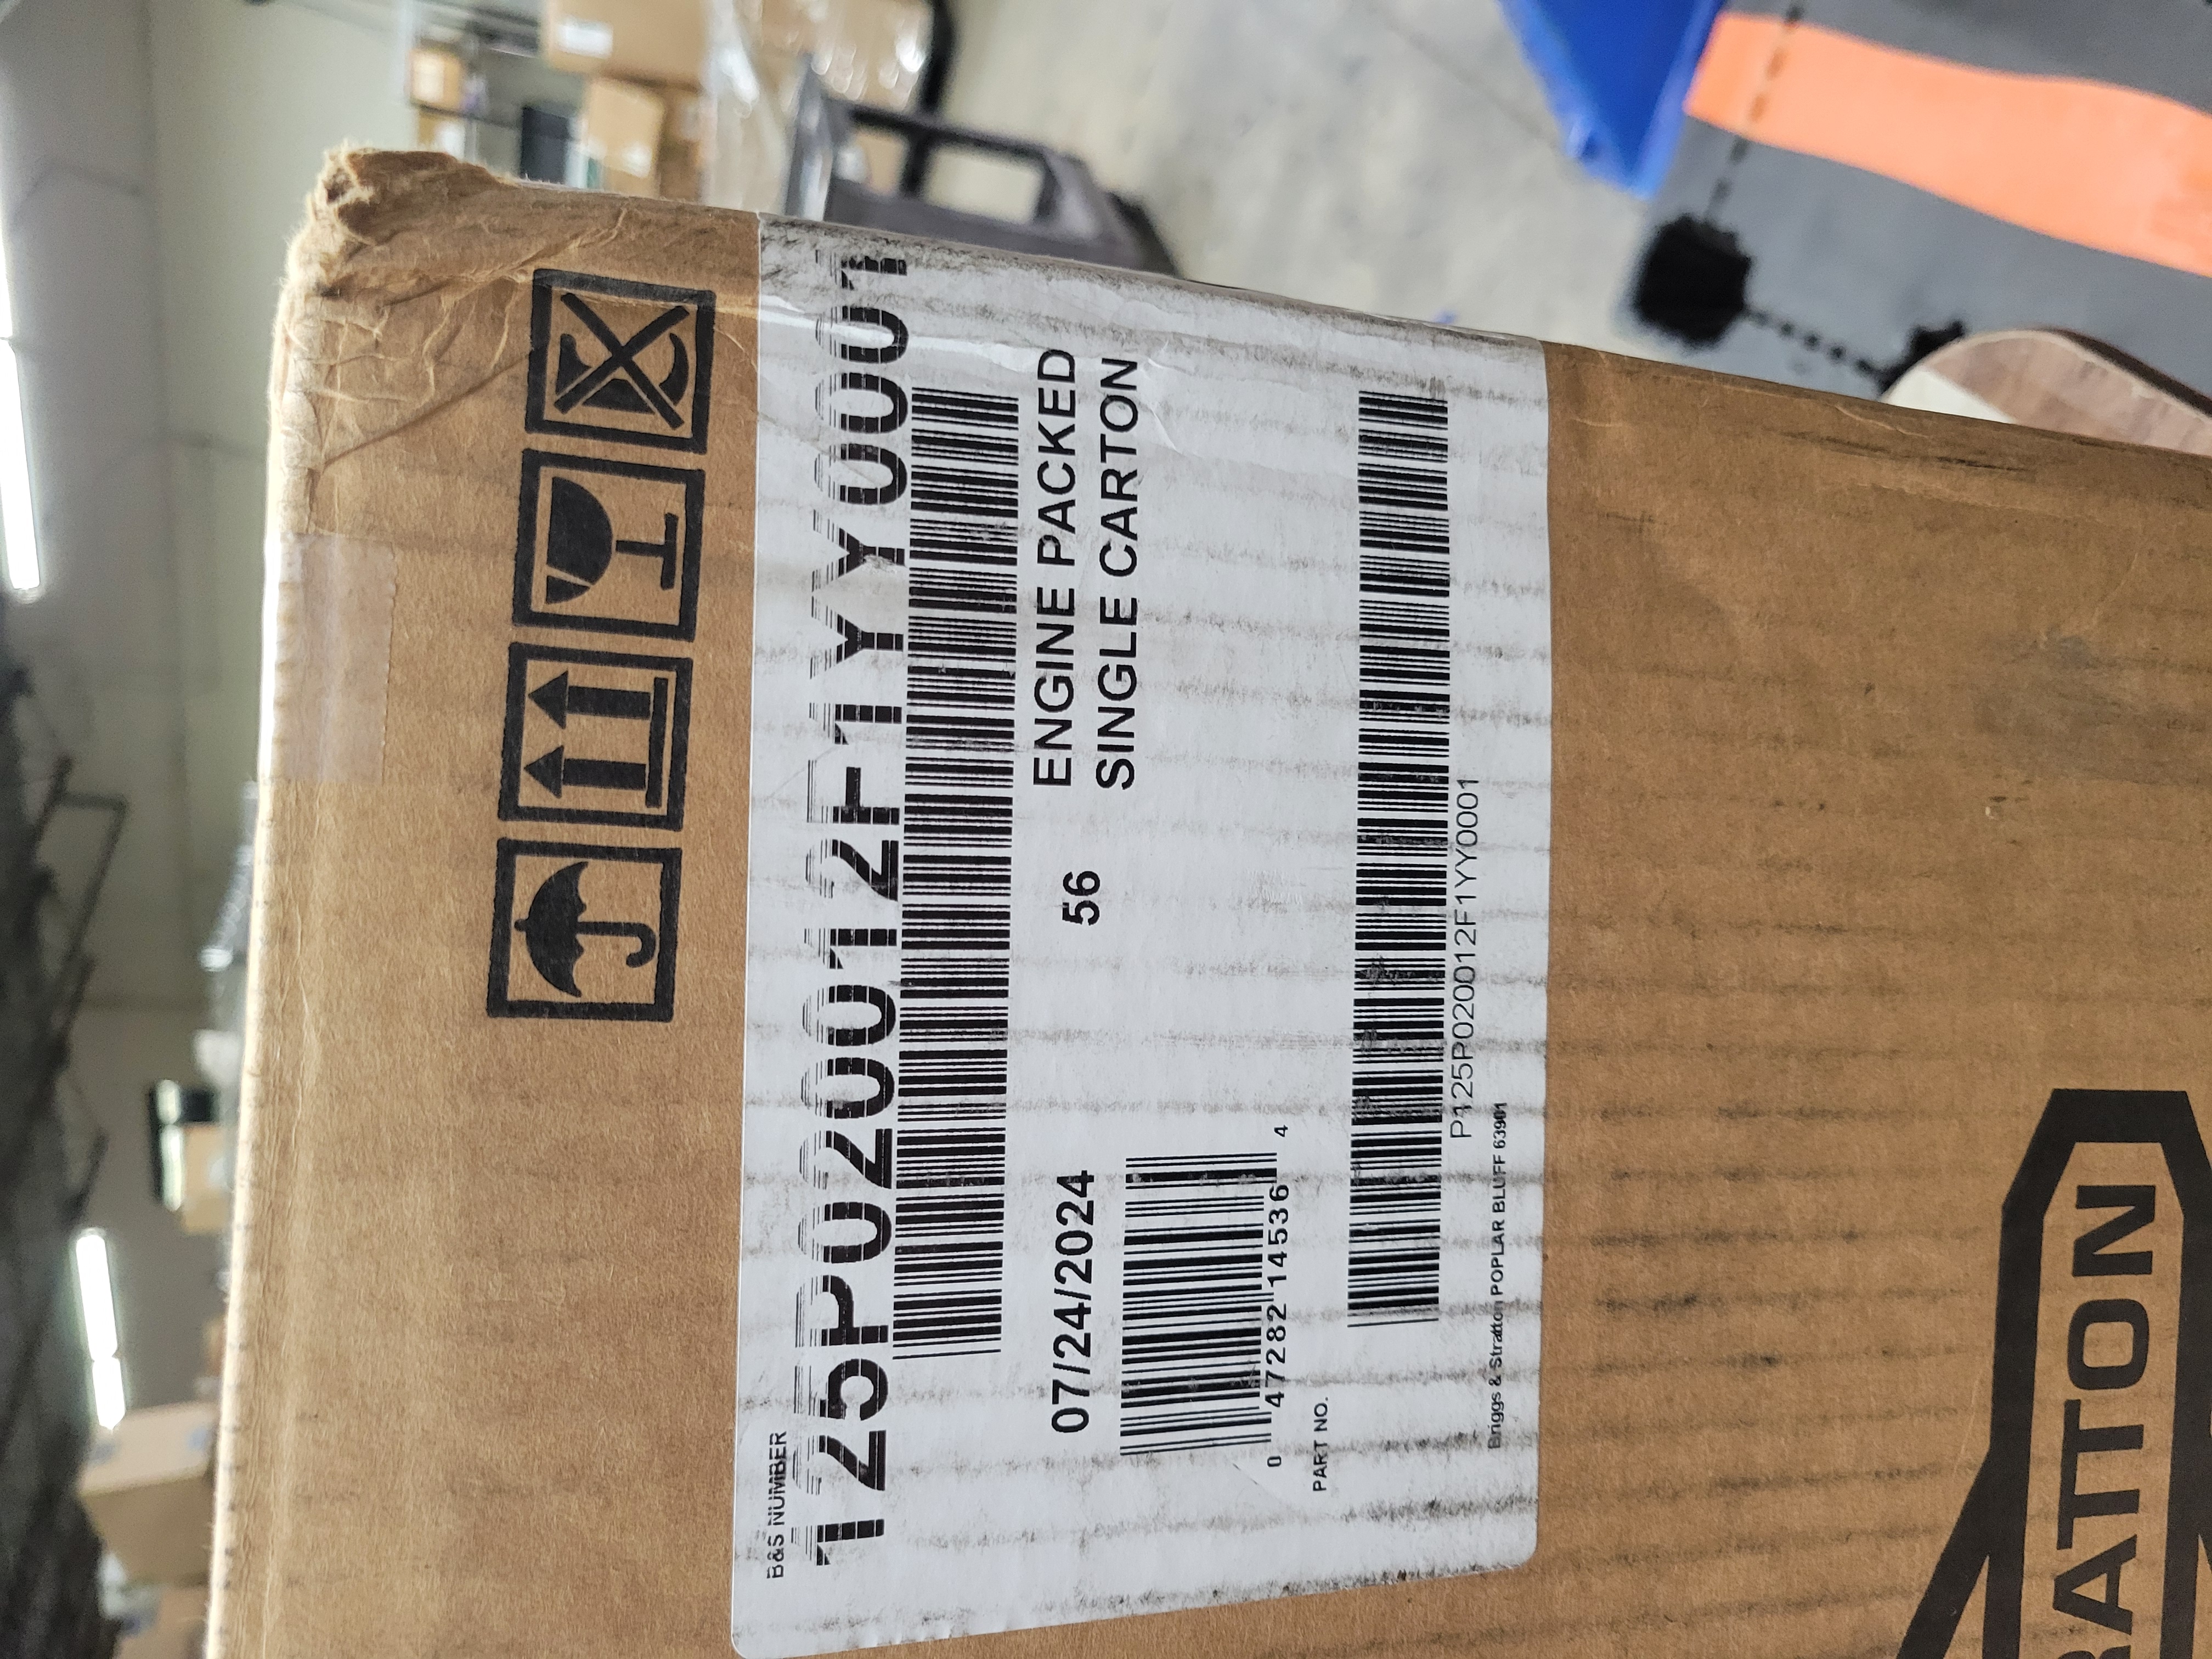 B&S NUMBER
125P020012F1YY0001
07/24/2024
56
ENGINE PACKED
SINGLE CARTON
0 47282 14536 4
PART NO.
P125P020012F1YY0001
Briggs & Stratton POPLAR BLUFF 63901
RATTON